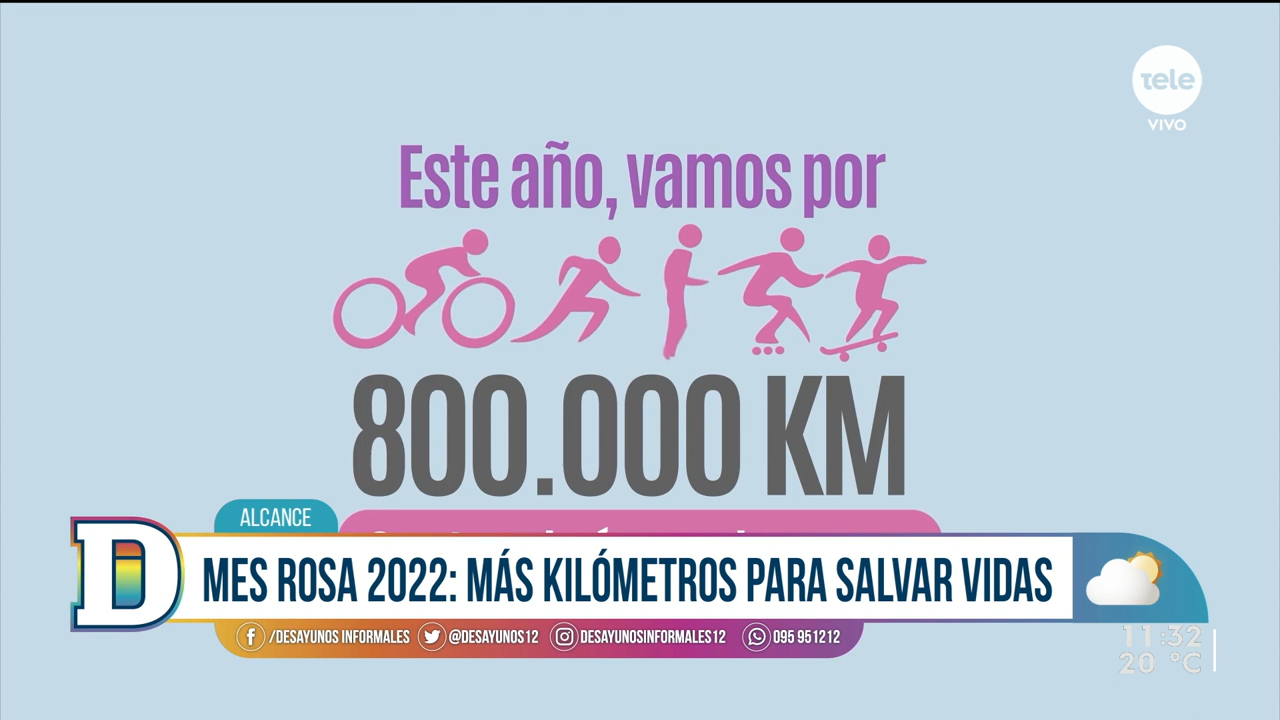 tele
VIVO
Este año, vamos por
800.000 KM
ALCANCE
D
MES ROSA 2022: MÁS KILÓMETROS PARA SALVAR VIDAS
/DESAYUNOS INFORMALES @DESAYUNOS12 DESAYUNOSINFORMALES12 095 951212
11:32
20 °C